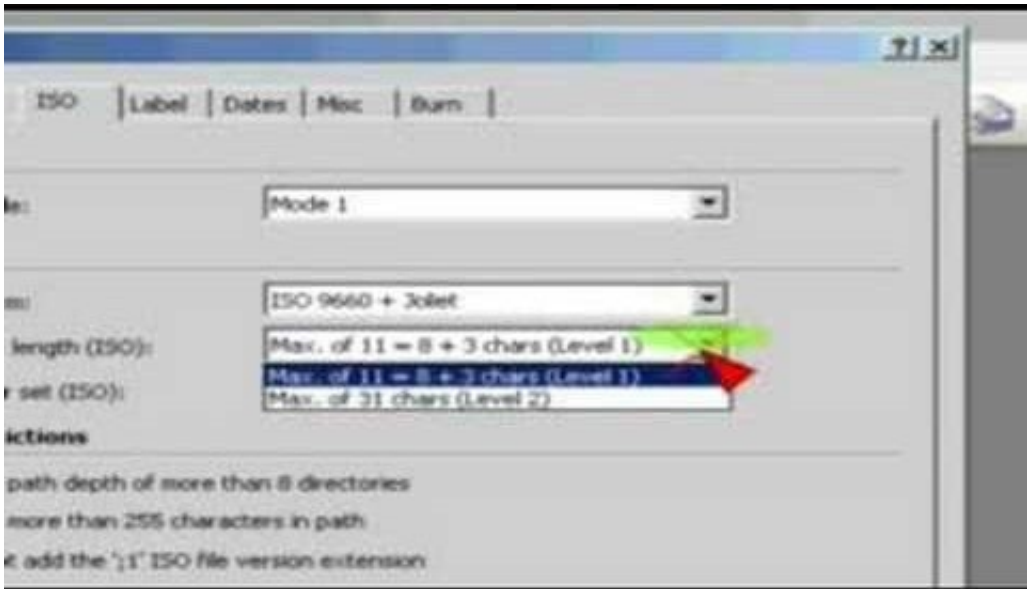 ? ×
ISO Label Dates Misc Burn
Mode 1
ISO 9660 + Joliet
length (ISO):
Max. of 11 = 8 + 3 chars (Level 1)
Max. of 11 = 8 + 3 chars (Level 1)
set (ISO):
Max. of 31 chars (Level 2)
ictions
path depth of more than 8 directories
more than 255 characters in path
add the ';1' ISO file version extension